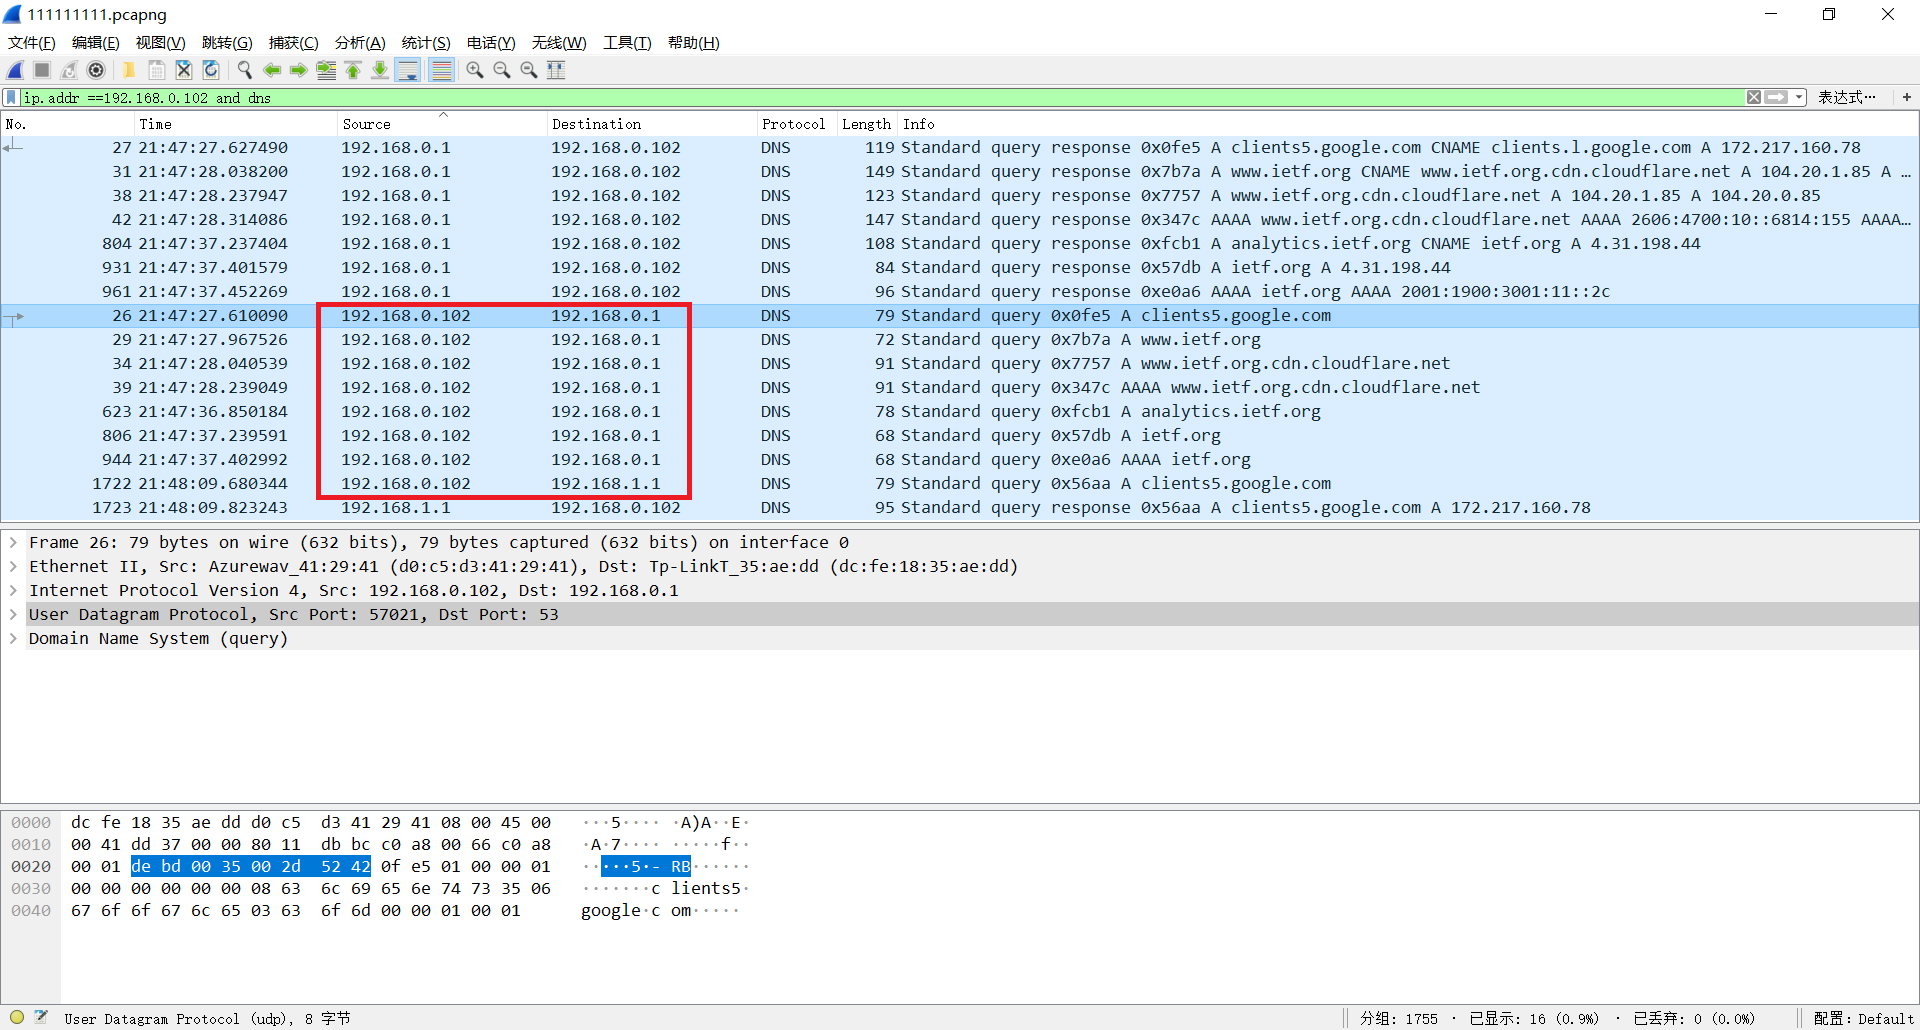 111111111.pcapng
文件(F) 编辑(E) 视图(V) 跳转(G) 捕获(C) 分析(A) 统计(S) 电话(Y) 无线(W) 工具(T) 帮助(H)
ip.addr ==192.168.0.102 and dns 表达式… +
No. Time Source Destination Protocol Length Info
27 21:47:27.627490 192.168.0.1 192.168.0.102 DNS 119 Standard query response 0x0fe5 A clients5.google.com CNAME clients.l.google.com A 172.217.160.78
31 21:47:28.038200 192.168.0.1 192.168.0.102 DNS 149 Standard query response 0x7b7a A www.ietf.org CNAME www.ietf.org.cdn.cloudflare.net A 104.20.1.85 A …
38 21:47:28.237947 192.168.0.1 192.168.0.102 DNS 123 Standard query response 0x7757 A www.ietf.org.cdn.cloudflare.net A 104.20.1.85 A 104.20.0.85
42 21:47:28.314086 192.168.0.1 192.168.0.102 DNS 147 Standard query response 0x347c AAAA www.ietf.org.cdn.cloudflare.net AAAA 2606:4700:10::6814:155 AAAA…
804 21:47:37.237404 192.168.0.1 192.168.0.102 DNS 108 Standard query response 0xfcb1 A analytics.ietf.org CNAME ietf.org A 4.31.198.44
931 21:47:37.401579 192.168.0.1 192.168.0.102 DNS 84 Standard query response 0x57db A ietf.org A 4.31.198.44
961 21:47:37.452269 192.168.0.1 192.168.0.102 DNS 96 Standard query response 0xe0a6 AAAA ietf.org AAAA 2001:1900:3001:11::2c
26 21:47:27.610090 192.168.0.102 192.168.0.1 DNS 79 Standard query 0x0fe5 A clients5.google.com
29 21:47:27.967526 192.168.0.102 192.168.0.1 DNS 72 Standard query 0x7b7a A www.ietf.org
34 21:47:28.040539 192.168.0.102 192.168.0.1 DNS 91 Standard query 0x7757 A www.ietf.org.cdn.cloudflare.net
39 21:47:28.239049 192.168.0.102 192.168.0.1 DNS 91 Standard query 0x347c AAAA www.ietf.org.cdn.cloudflare.net
623 21:47:36.850184 192.168.0.102 192.168.0.1 DNS 78 Standard query 0xfcb1 A analytics.ietf.org
806 21:47:37.239591 192.168.0.102 192.168.0.1 DNS 68 Standard query 0x57db A ietf.org
944 21:47:37.402992 192.168.0.102 192.168.0.1 DNS 68 Standard query 0xe0a6 AAAA ietf.org
1722 21:48:09.680344 192.168.0.102 192.168.1.1 DNS 79 Standard query 0x56aa A clients5.google.com
1723 21:48:09.823243 192.168.1.1 192.168.0.102 DNS 95 Standard query response 0x56aa A clients5.google.com A 172.217.160.78
Frame 26: 79 bytes on wire (632 bits), 79 bytes captured (632 bits) on interface 0
Ethernet II, Src: Azurewav_41:29:41 (d0:c5:d3:41:29:41), Dst: Tp-LinkT_35:ae:dd (dc:fe:18:35:ae:dd)
Internet Protocol Version 4, Src: 192.168.0.102, Dst: 192.168.0.1
User Datagram Protocol, Src Port: 57021, Dst Port: 53
Domain Name System (query)
0000 dc fe 18 35 ae dd d0 c5 d3 41 29 41 08 00 45 00 ···5···· ·A)A··E·
0010 00 41 dd 37 00 00 80 11 db bc c0 a8 00 66 c0 a8 ·A·7···· ·····f··
0020 00 01 de bd 00 35 00 2d 52 42 0f e5 01 00 00 01 ·····5·- RB······
0030 00 00 00 00 00 00 08 63 6c 69 65 6e 74 73 35 06 ·······c lients5·
0040 67 6f 6f 67 6c 65 03 63 6f 6d 00 00 01 00 01 google·c om·····
User Datagram Protocol (udp), 8 字节 分组: 1755 · 已显示: 16 (0.9%) · 已丢弃: 0 (0.0%) 配置: Default